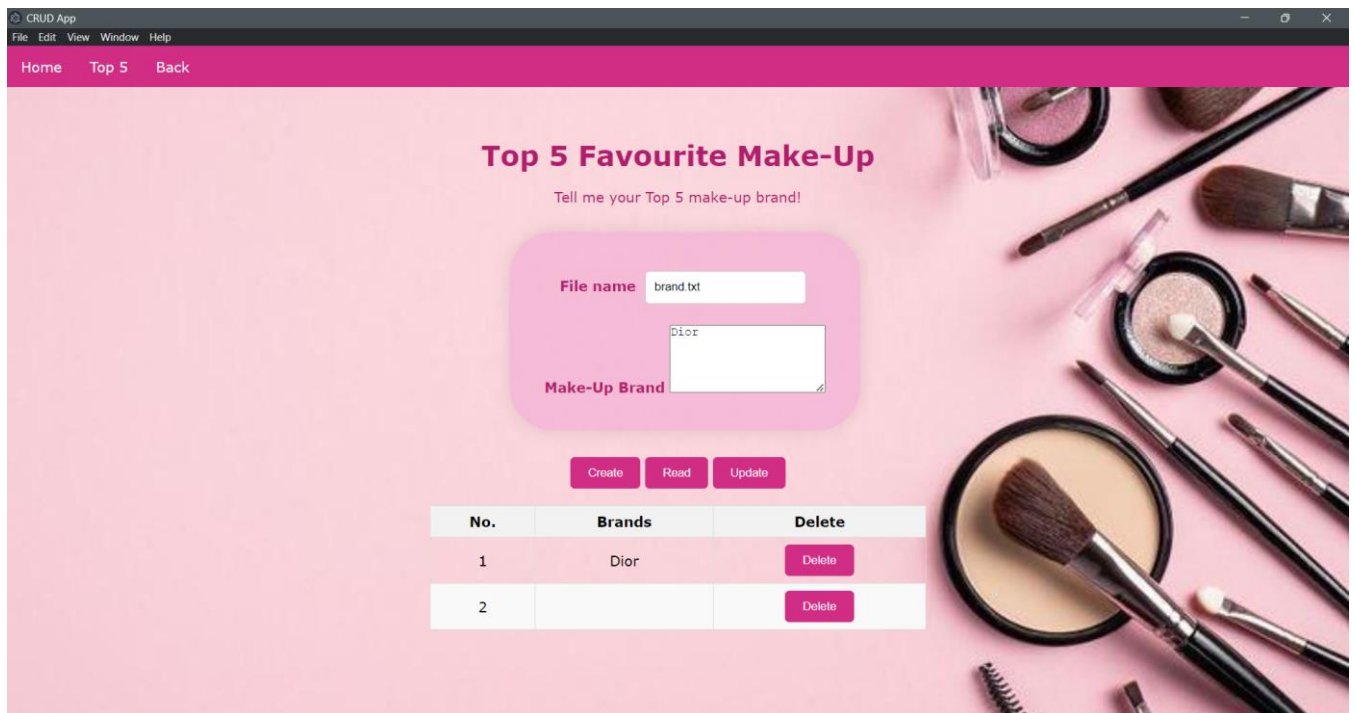 CRUD App
File Edit View Window Help
Home Top 5 Back
Top 5 Favourite Make-Up
Tell me your Top 5 make-up brand!
File name brand.txt
Dior
Make-Up Brand
Create Read Update
No. Brands Delete
1 Dior Delete
2 Delete